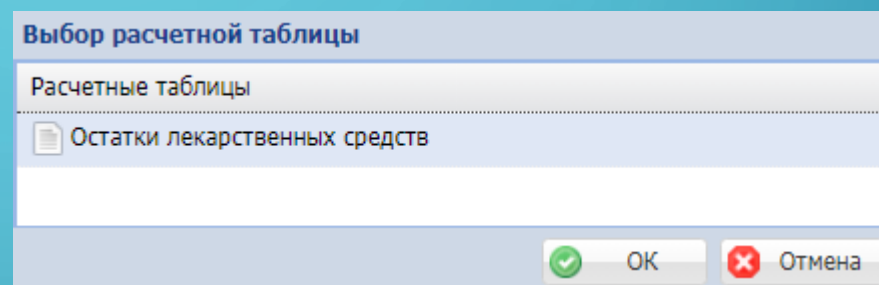 Выбор расчетной таблицы
Расчетные таблицы
Остатки лекарственных средств
ОК Отмена